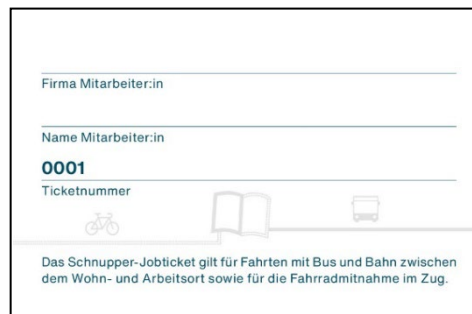 Firma Mitarbeiter:in
Name Mitarbeiter:in
0001
Ticketnummer
Das Schnupper-Jobticket gilt für Fahrten mit Bus und Bahn zwischen
dem Wohn- und Arbeitsort sowie für die Fahrradmitnahme im Zug.